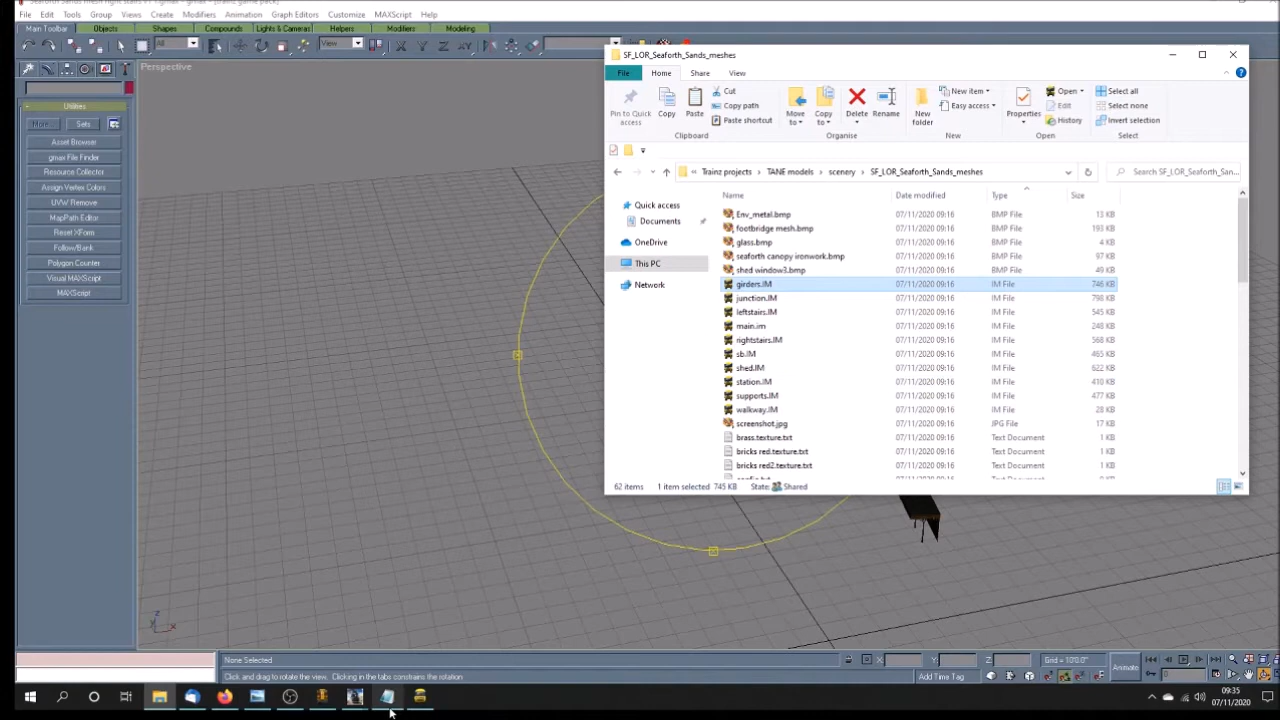 Seaforth Sands mesh right stairs
File Edit Tools Group Views Create Modifiers Animation Graph Editors Customize MAXScript Help
Main Toolbar Objects Shapes Compounds Lights & Cameras Helpers Modifiers Modeling
All View
Perspective
Utilities
More... Sets
Asset Browser
gmax File Finder
Resource Collector
Assign Vertex Colors
UVW Remove
MapPath Editor
Reset XForm
Follow/Bank
Polygon Counter
Visual MAXScript
MAXScript
SF_LOR_Seaforth_Sands_meshes
File Home Share View
Pin to Quick access
Copy
Paste
Cut
Copy path
Paste shortcut
Move to
Copy to
Delete
Rename
New folder
New item
Easy access
Properties
Open
Edit
History
Select all
Select none
Invert selection
Clipboard Organise New Open Select
« Trainz projects TANE models scenery SF_LOR_Seaforth_Sands_meshes
Search SF_LOR_Seaforth_San...
Quick access
Documents
OneDrive
This PC
Network
Name Date modified Type Size
Env_metal.bmp 07/11/2020 09:16 BMP File 13 KB
footbridge mesh.bmp 07/11/2020 09:16 BMP File 193 KB
glass.bmp 07/11/2020 09:16 BMP File 4 KB
seaforth canopy ironwork.bmp 07/11/2020 09:16 BMP File 97 KB
shed window3.bmp 07/11/2020 09:16 BMP File 49 KB
girders.IM 07/11/2020 09:16 IM File 746 KB
junction.IM 07/11/2020 09:16 IM File 798 KB
leftstairs.IM 07/11/2020 09:16 IM File 545 KB
main.im 07/11/2020 09:16 IM File 248 KB
rightstairs.IM 07/11/2020 09:16 IM File 568 KB
sb.IM 07/11/2020 09:16 IM File 465 KB
shed.IM 07/11/2020 09:16 IM File 622 KB
station.IM 07/11/2020 09:16 IM File 410 KB
supports.IM 07/11/2020 09:16 IM File 477 KB
walkway.IM 07/11/2020 09:16 IM File 28 KB
screenshot.jpg 07/11/2020 09:16 JPG File 17 KB
brass.texture.txt 07/11/2020 09:16 Text Document 1 KB
bricks red.texture.txt 07/11/2020 09:16 Text Document 1 KB
bricks red2.texture.txt 07/11/2020 09:16 Text Document 1 KB
62 items 1 item selected 745 KB State: Shared
z
y x
None Selected X: Y: Z: Grid = 10'0.0"
Click and drag to rotate the view. Clicking in the tabs constrains the rotation Add Time Tag
Animate
0
09:35
07/11/2020